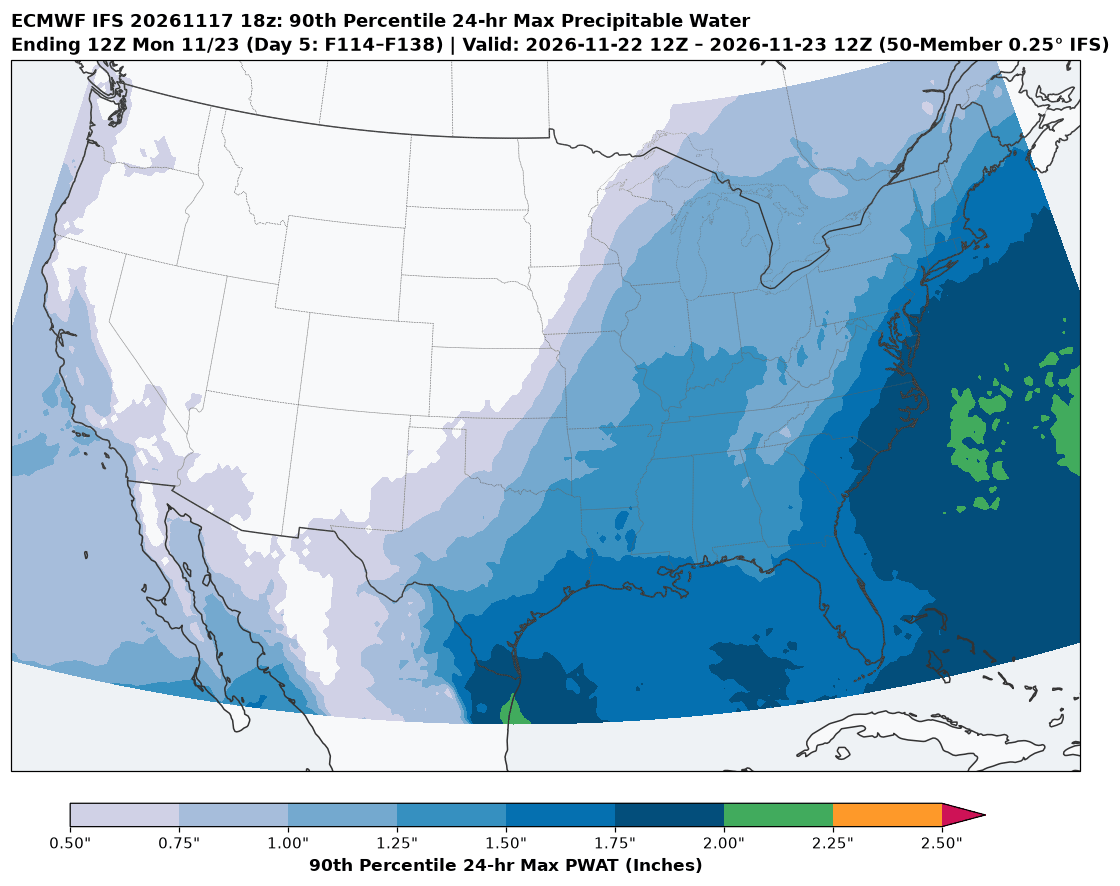 ECMWF IFS 20261117 18z: 90th Percentile 24-hr Max Precipitable Water
Ending 12Z Mon 11/23 (Day 5: F114–F138) | Valid: 2026-11-22 12Z – 2026-11-23 12Z (50-Member 0.25° IFS)
0.50" 0.75" 1.00" 1.25" 1.50" 1.75" 2.00" 2.25" 2.50"
90th Percentile 24-hr Max PWAT (Inches)